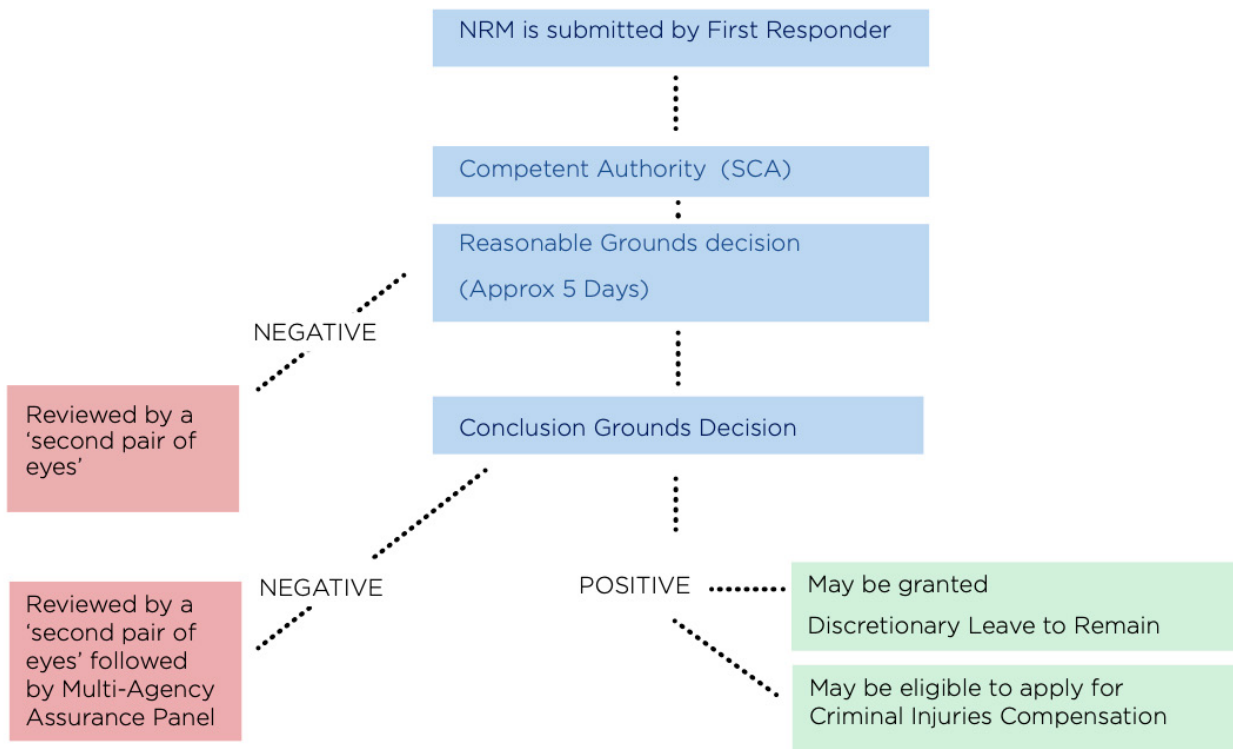 NRM is submitted by First Responder
Competent Authority (SCA)
Reasonable Grounds decision
(Approx 5 Days)
NEGATIVE
Reviewed by a
‘second pair of
eyes’
Conclusion Grounds Decision
NEGATIVE
Reviewed by a
‘second pair of
eyes’ followed
by Multi-Agency
Assurance Panel
POSITIVE
May be granted
Discretionary Leave to Remain
May be eligible to apply for
Criminal Injuries Compensation